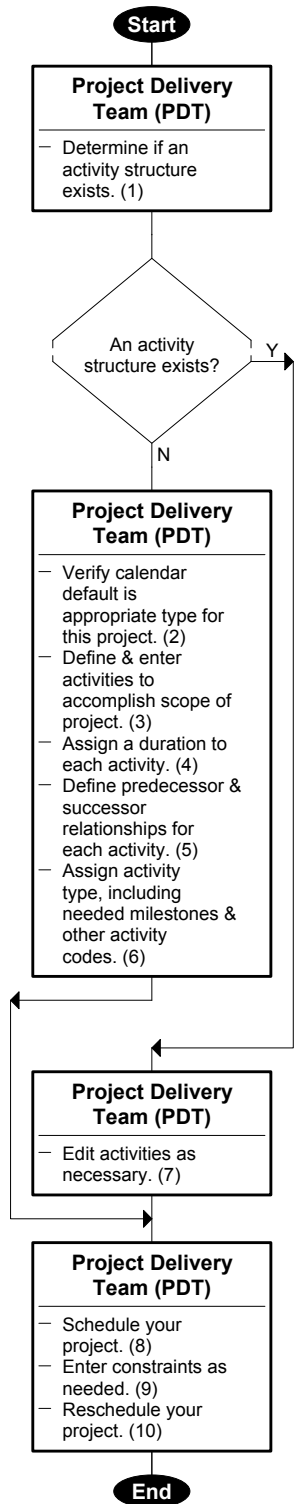 Start
Project Delivery
Team (PDT)
— Determine if an
activity structure
exists. (1)
An activity
structure exists?
Y
N
Project Delivery
Team (PDT)
— Verify calendar
default is
appropriate type for
this project. (2)
— Define & enter
activities to
accomplish scope of
project. (3)
— Assign a duration to
each activity. (4)
— Define predecessor &
successor
relationships for
each activity. (5)
— Assign activity
type, including
needed milestones &
other activity
codes. (6)
Project Delivery
Team (PDT)
— Edit activities as
necessary. (7)
Project Delivery
Team (PDT)
— Schedule your
project. (8)
— Enter constraints as
needed. (9)
— Reschedule your
project. (10)
End